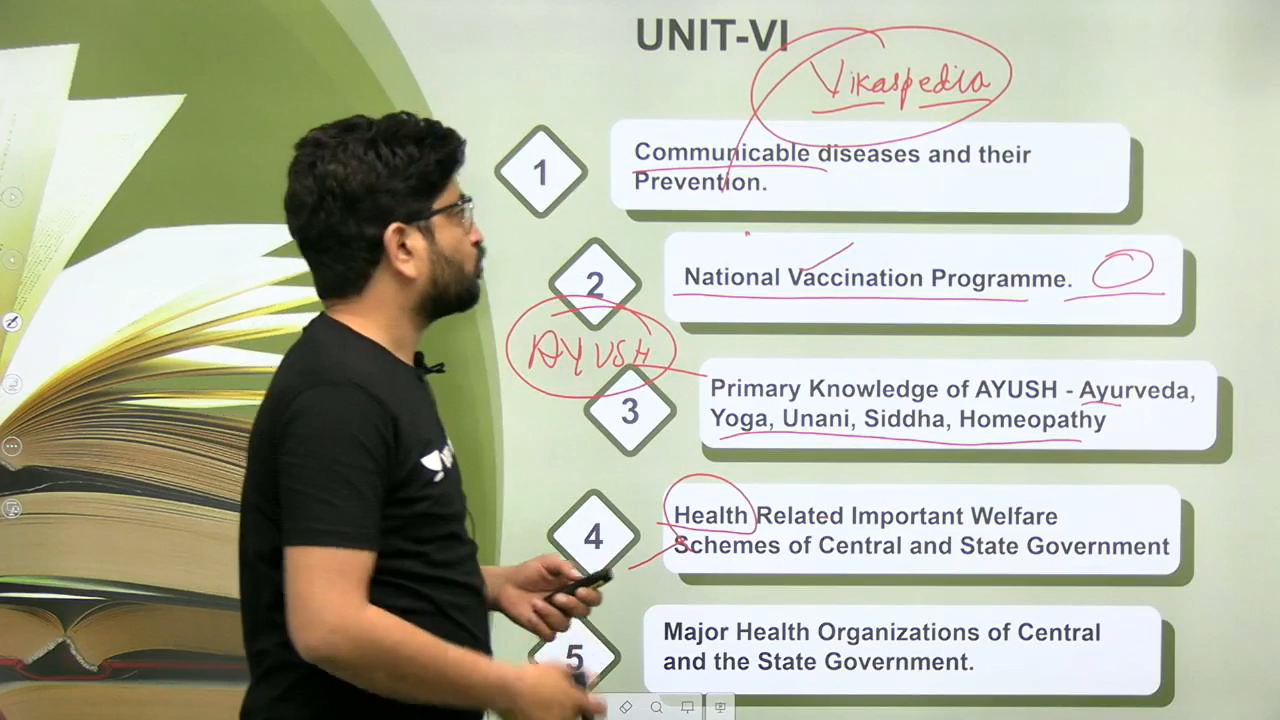 UNIT-VI
Vikaspedia
1
Communicable diseases and their
Prevention.
2
National Vaccination Programme.
AYUSH
3
Primary Knowledge of AYUSH - Ayurveda,
Yoga, Unani, Siddha, Homeopathy
4
Health Related Important Welfare
Schemes of Central and State Government
5
Major Health Organizations of Central
and the State Government.